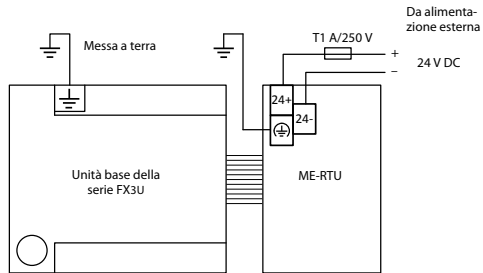 Da alimenta-
zione esterna
T1 A/250 V
Messa a terra
+
24 V DC
–
24+
24-
Unità base della
serie FX3U
ME-RTU